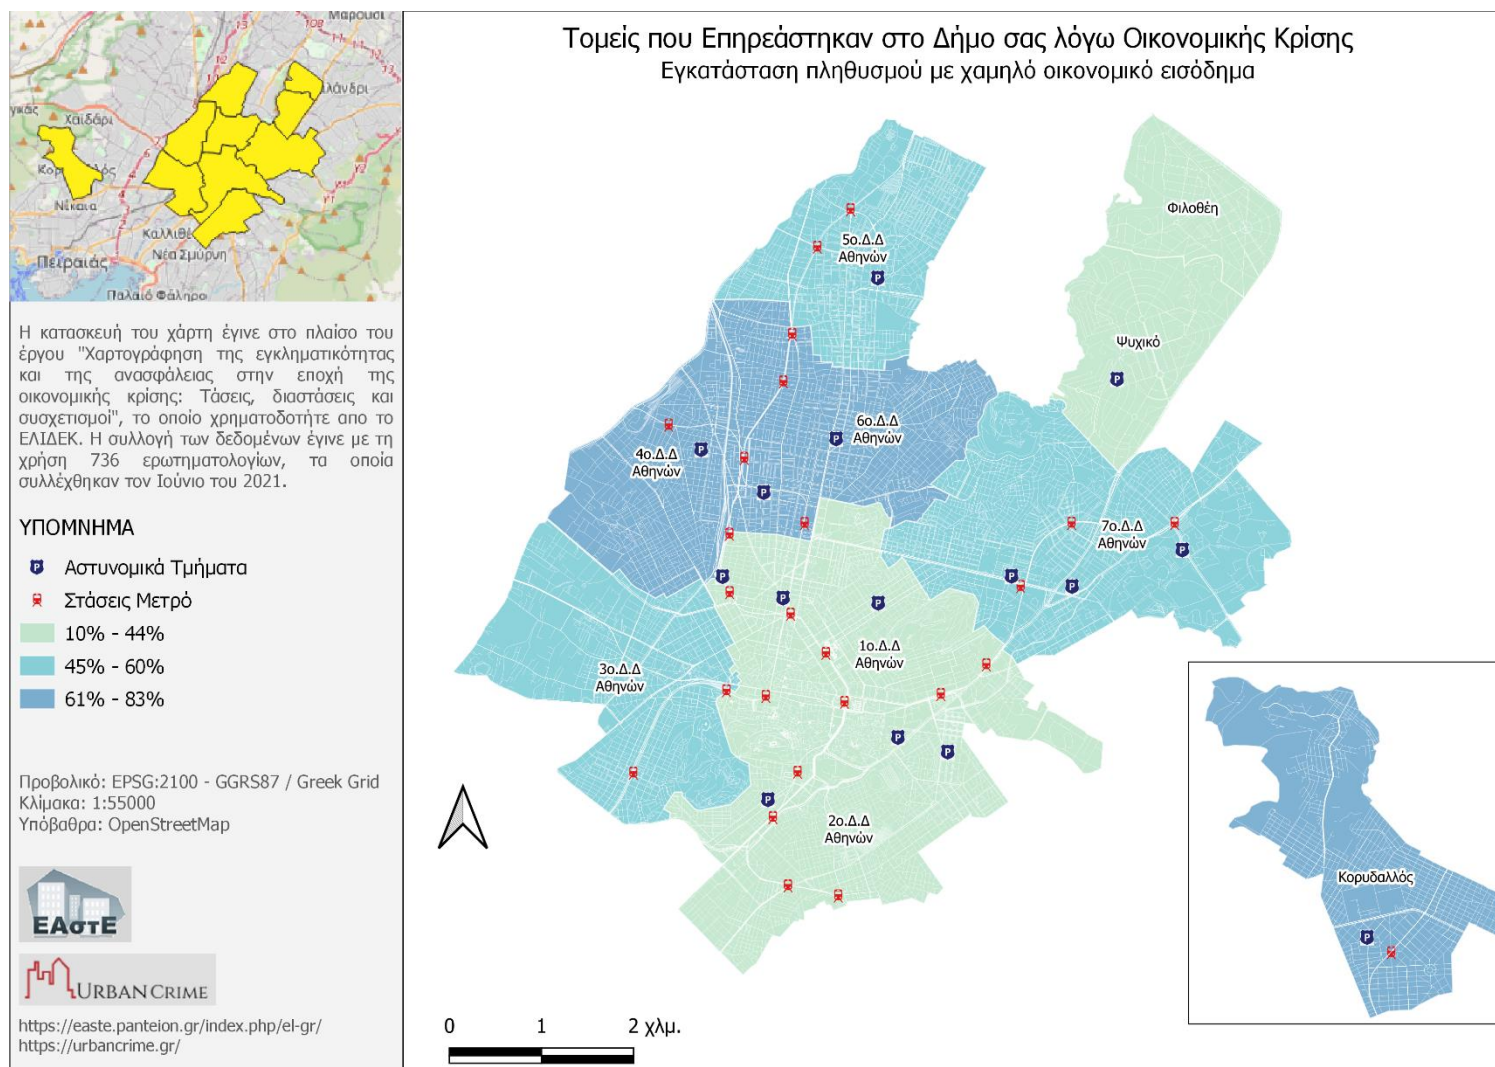 Τομείς που Επηρεάστηκαν στο Δήμο σας λόγω Οικονομικής Κρίσης
Εγκατάσταση πληθυσμού με χαμηλό οικονομικό εισόδημα
Μαρούσι
Χαϊδάρι
Νίκαια
Καλλιθέ
Νέα Σμύρνη
Πειραιάς
Παλαιό Φάληρο
Η κατασκευή του χάρτη έγινε στο πλαίσο του
έργου "Χαρτογράφηση της εγκληματικότητας
και της ανασφάλειας στην εποχή της
οικονομικής κρίσης: Τάσεις, διαστάσεις και
συσχετισμοί", το οποίο χρηματοδοτήτε απο το
ΕΛΙΔΕΚ. Η συλλογή των δεδομένων έγινε με τη
χρήση 736 ερωτηματολογίων, τα οποία
συλλέχθηκαν τον Ιούνιο του 2021.
ΥΠΟΜΝΗΜΑ
Αστυνομικά Τμήματα
Στάσεις Μετρό
10% - 44%
45% - 60%
61% - 83%
Προβολικό: EPSG:2100 - GGRS87 / Greek Grid
Κλίμακα: 1:55000
Υπόβαθρα: OpenStreetMap
ΕΑστΕ
URBAN CRIME
https://easte.panteion.gr/index.php/el-gr/
https://urbancrime.gr/
Φιλοθέη
5ο.Δ.Δ
Αθηνών
Ψυχικό
6ο.Δ.Δ
Αθηνών
4ο.Δ.Δ
Αθηνών
7ο.Δ.Δ
Αθηνών
1ο.Δ.Δ
Αθηνών
3ο.Δ.Δ
Αθηνών
2ο.Δ.Δ
Αθηνών
Κορυδαλλός
0 1 2 χλμ.